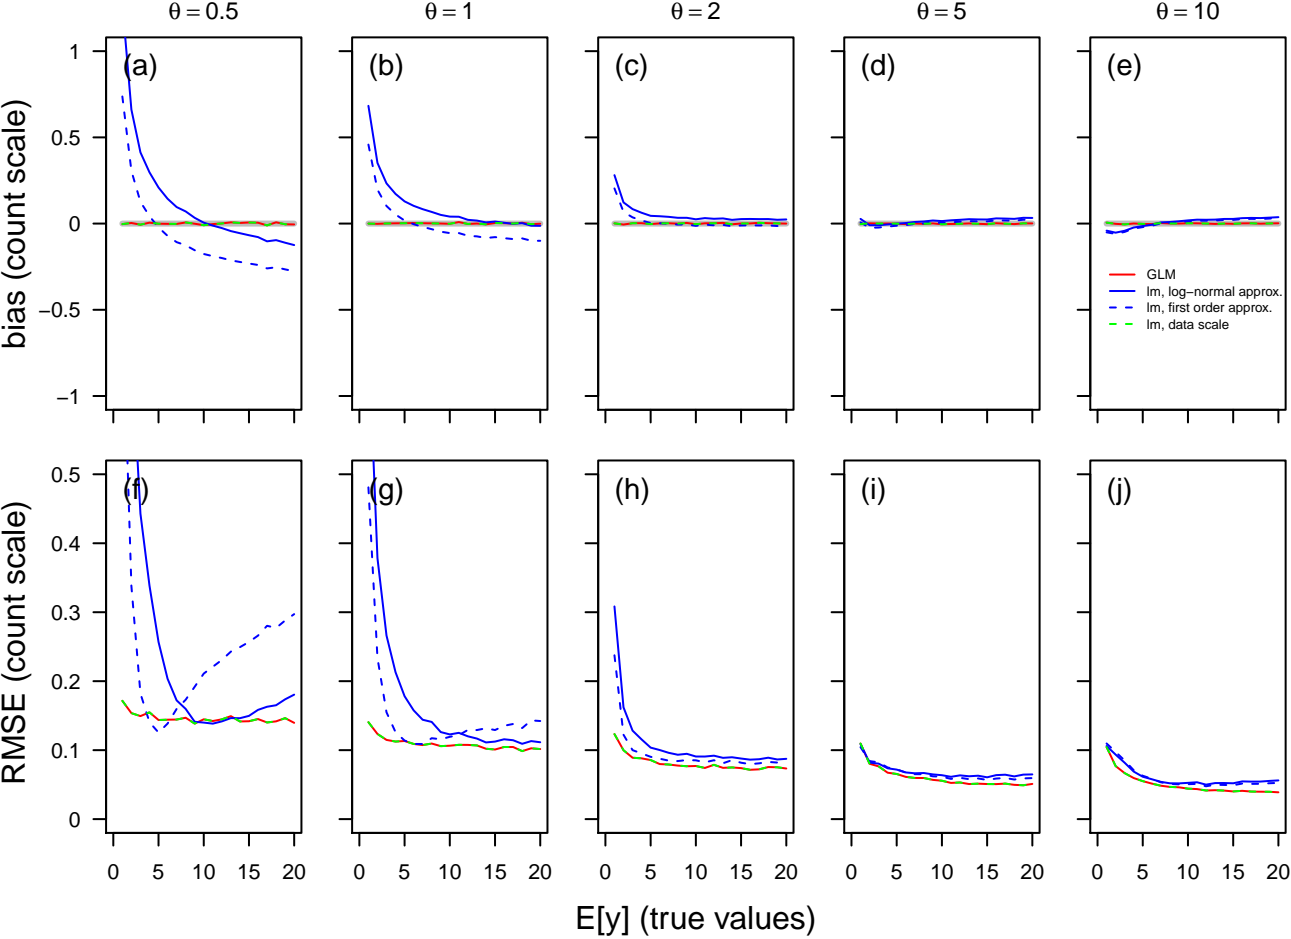 θ = 0.5 θ = 1 θ = 2 θ = 5 θ = 10
bias (count scale)
1
0.5
0
−0.5
−1
(a) (b) (c) (d) (e)
GLM
lm, log−normal approx.
lm, first order approx.
lm, data scale
RMSE (count scale)
0.5
0.4
0.3
0.2
0.1
0
(f) (g) (h) (i) (j)
0 5 10 15 20 0 5 10 15 20 0 5 10 15 20 0 5 10 15 20 0 5 10 15 20
E[y] (true values)